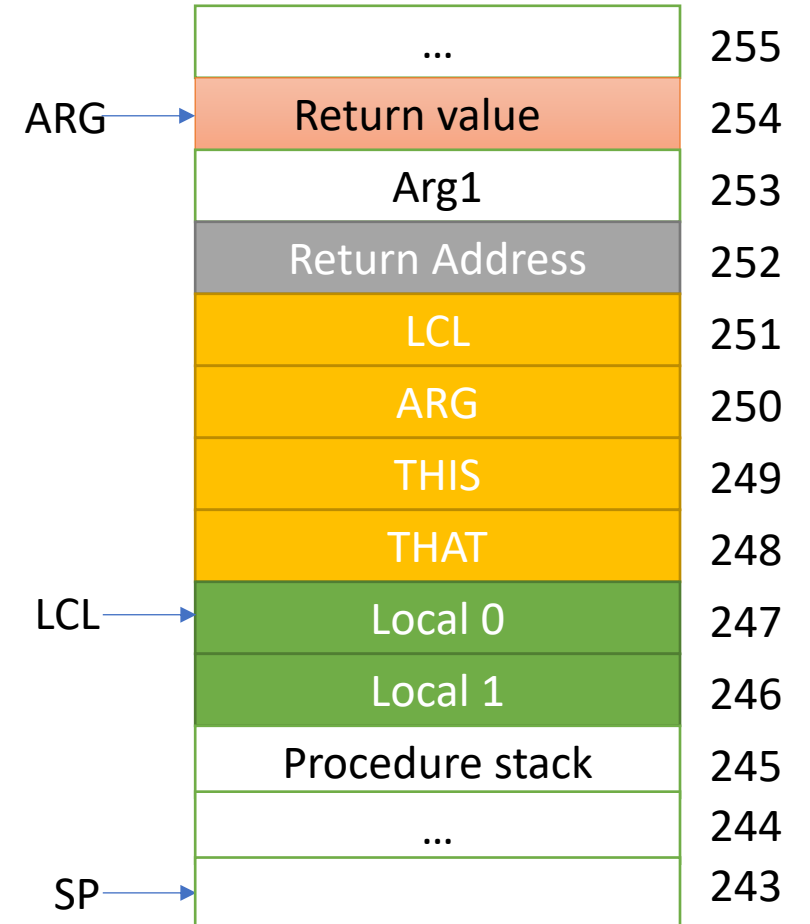 ... 255
ARG Return value 254
Arg1 253
Return Address 252
LCL 251
ARG 250
THIS 249
THAT 248
LCL Local 0 247
Local 1 246
Procedure stack 245
... 244
SP 243